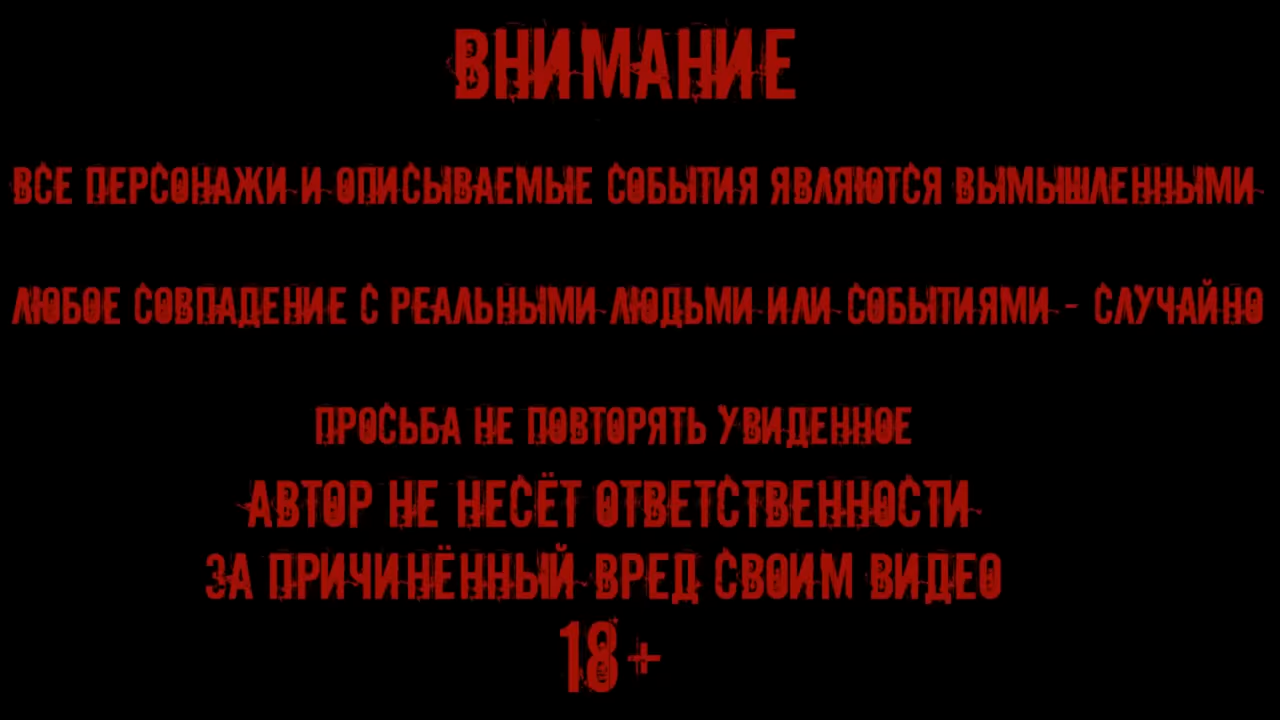 ВНИМАНИЕ
ВСЕ ПЕРСОНАЖИ И ОПИСЫВАЕМЫЕ СОБЫТИЯ ЯВЛЯЮТСЯ ВЫМЫШЛЕННЫМИ
ЛЮБОЕ СОВПАДЕНИЕ С РЕАЛЬНЫМИ ЛЮДЬМИ ИЛИ СОБЫТИЯМИ - СЛУЧАЙНО
ПРОСЬБА НЕ ПОВТОРЯТЬ УВИДЕННОЕ
АВТОР НЕ НЕСЁТ ОТВЕТСТВЕННОСТИ
ЗА ПРИЧИНЁННЫЙ ВРЕД СВОИМ ВИДЕО
18+